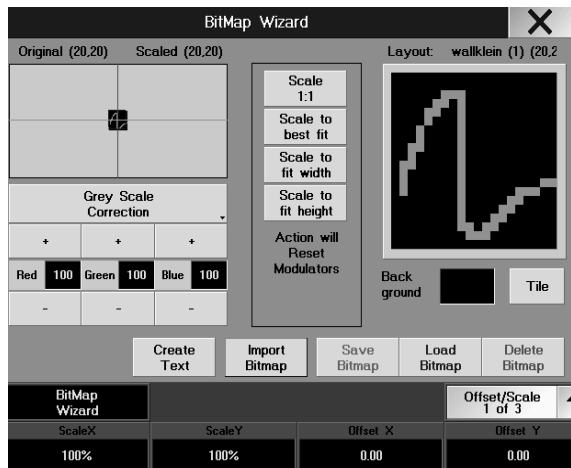 BitMap Wizard
X
Original (20,20) Scaled (20,20) Layout: wallklein (1) (20,2
Scale
1:1
Scale to
best fit
Scale to
fit width
Scale to
fit height
Action will
Reset
Modulators
Grey Scale
Correction
+ + +
Red 100 Green 100 Blue 100
- - -
Back
ground
Tile
Create
Text
Import
Bitmap
Save
Bitmap
Load
Bitmap
Delete
Bitmap
BitMap
Wizard
Offset/Scale
1 of 3
ScaleX ScaleY Offset X Offset Y
100% 100% 0.00 0.00